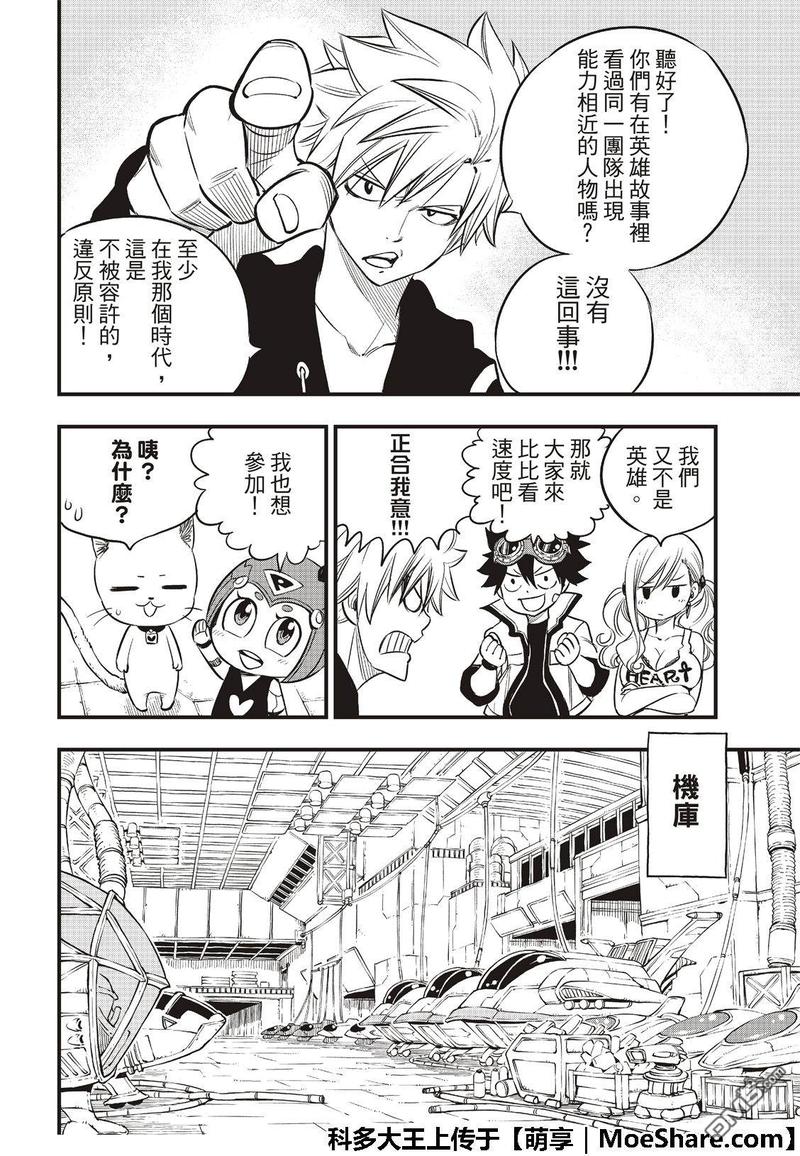 聽好了！
你們有在英雄故事裡
看過同一團隊出現
能力相近的人物嗎？
沒有
這回事!!!
至少
在我那個時代，
這是
不被容許的，
違反原則！
我們
又不是
英雄。
那就
大家來
比比看
速度吧！
正合我意!!!
我也想
參加！
咦？
為什麼？
HEART
機庫
科多大王上传于【萌享｜MoeShare.com】